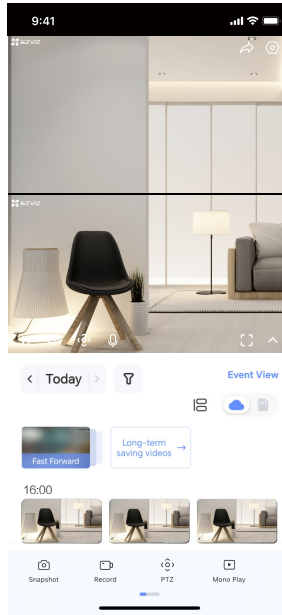 9:41
EZVIZ
EZVIZ
Today
Event View
Fast Forward
Long-term
saving videos
16:00
Snapshot
Record
PTZ
Mono Play